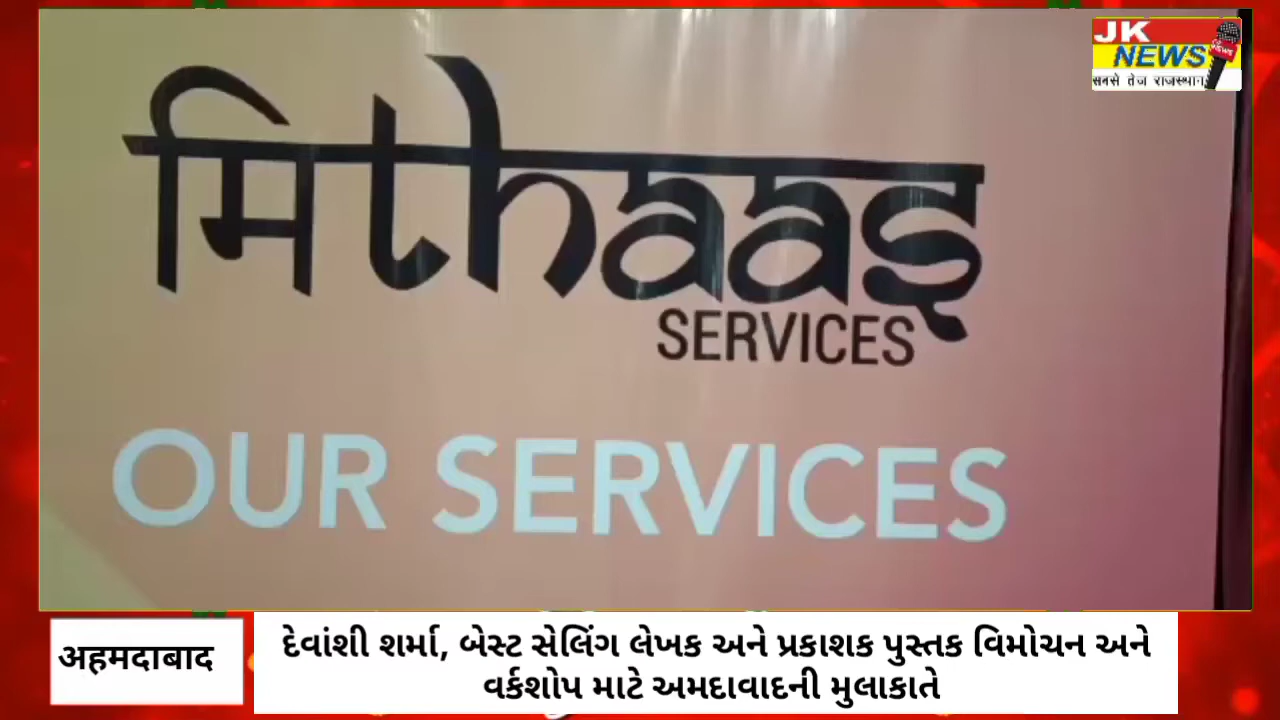 JK
NEWS
सबसे तेज राजस्थान
मिthaas
SERVICES
OUR SERVICES
अहमदाबाद
દેવાંશી શર્મા, બેસ્ટ સેલિંગ લેખક અને પ્રકાશક પુસ્તક વિમોચન અને
વર્કશોપ માટે અમદાવાદની મુલાકાતે